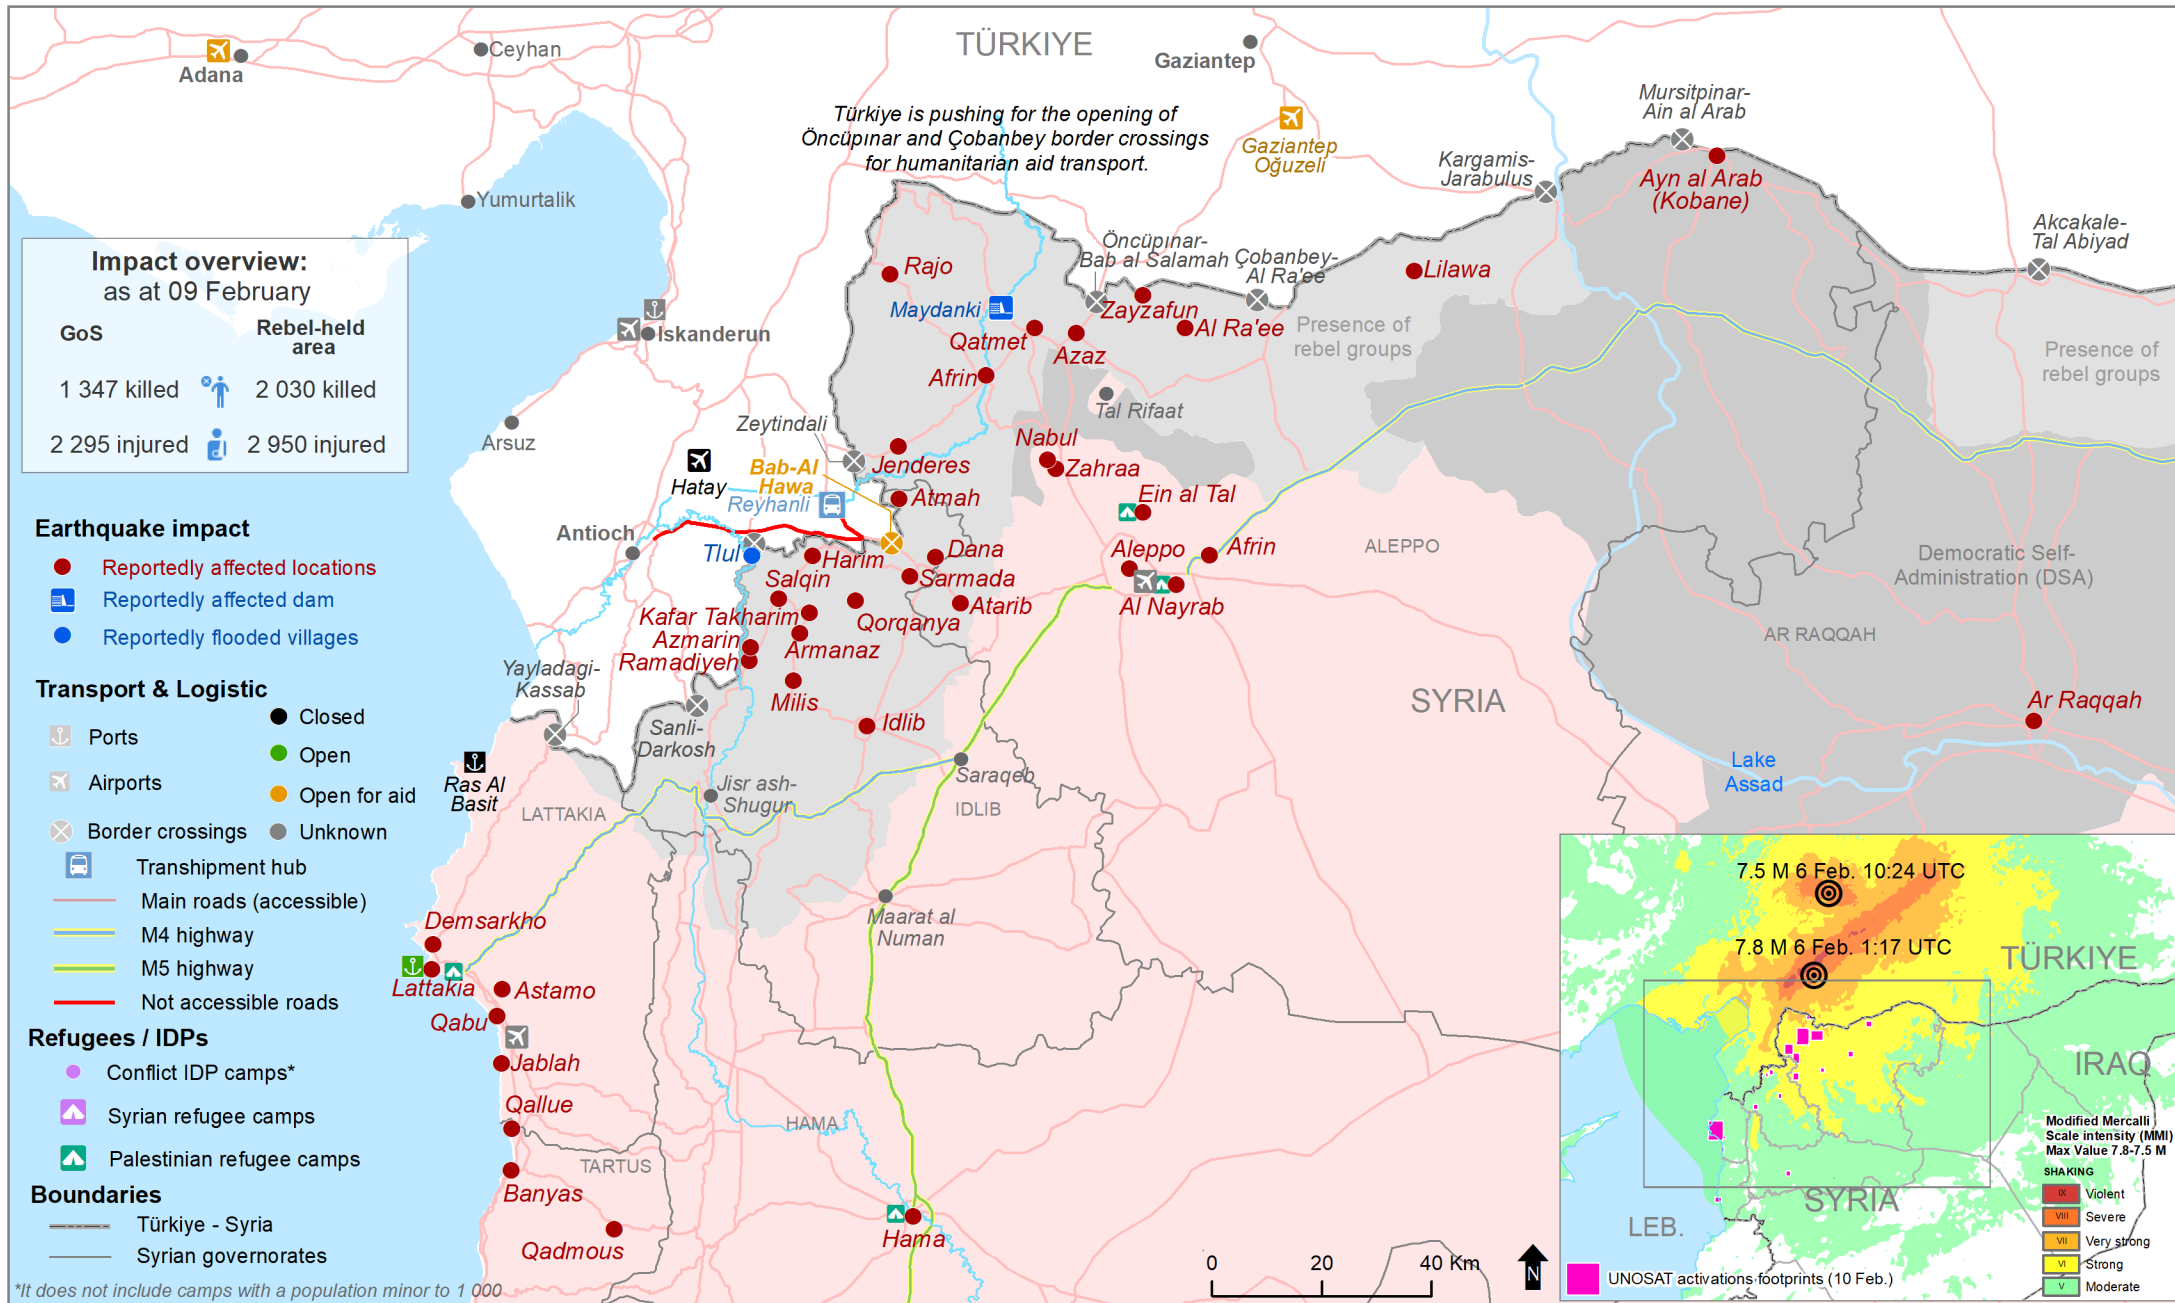 TÜRKIYE
Adana
Ceyhan
Gaziantep
Yumurtalik
Türkiye is pushing for the opening of
Öncüpınar and Çobanbey border crossings
for humanitarian aid transport.
Gaziantep
Oğuzeli
Mursitpinar-
Ain al Arab
Kargamis-
Jarabulus
Ayn al Arab
(Kobane)
Akcakale-
Tal Abiyad
Impact overview:
as at 09 February
GoS
Rebel-held
area
1 347 killed
2 030 killed
2 295 injured
2 950 injured
Iskanderun
Arsuz
Rajo
Maydanki
Öncüpınar-
Bab al Salamah
Çobanbey-
Al Ra'ee
Zayzafun
Al Ra'ee
Lilawa
Qatmet
Azaz
Afrin
Presence of
rebel groups
Presence of
rebel groups
Tal Rifaat
Zeytindali
Nabul
Zahraa
Jenderes
Bab-Al
Hawa
Hatay
Reyhanli
Atmah
Ein al Tal
Antioch
Tlul
Harim
Dana
Aleppo
Afrin
ALEPPO
Salqin
Sarmada
Al Nayrab
Democratic Self-
Administration (DSA)
Kafar Takharim
Qorqanya
Atarib
Azmarin
Armanaz
Ramadiyeh
AR RAQQAH
Yayladagi-
Kassab
Milis
SYRIA
Ar Raqqah
Sanli-
Darkosh
Idlib
Ras Al
Basit
Jisr ash-
Shugur
Saraqeb
Lake
Assad
LATTAKIA
IDLIB
Maarat al
Numan
Demsarkho
Lattakia
Astamo
Qabu
Jablah
Qallue
HAMA
TARTUS
Banyas
Qadmous
Hama
Earthquake impact
Reportedly affected locations
Reportedly affected dam
Reportedly flooded villages
Transport & Logistic
Ports
Airports
Border crossings
Closed
Open
Open for aid
Unknown
Transhipment hub
Main roads (accessible)
M4 highway
M5 highway
Not accessible roads
Refugees / IDPs
Conflict IDP camps*
Syrian refugee camps
Palestinian refugee camps
Boundaries
Türkiye - Syria
Syrian governorates
*It does not include camps with a population minor to 1 000
0 20 40 Km
N
7.5 M 6 Feb. 10:24 UTC
7.8 M 6 Feb. 1:17 UTC
TÜRKIYE
IRAQ
SYRIA
LEB.
Modified Mercalli
Scale intensity (MMI)
Max Value 7.8-7.5 M
SHAKING
IX Violent
VIII Severe
VII Very strong
VI Strong
V Moderate
UNOSAT activations footprints (10 Feb.)